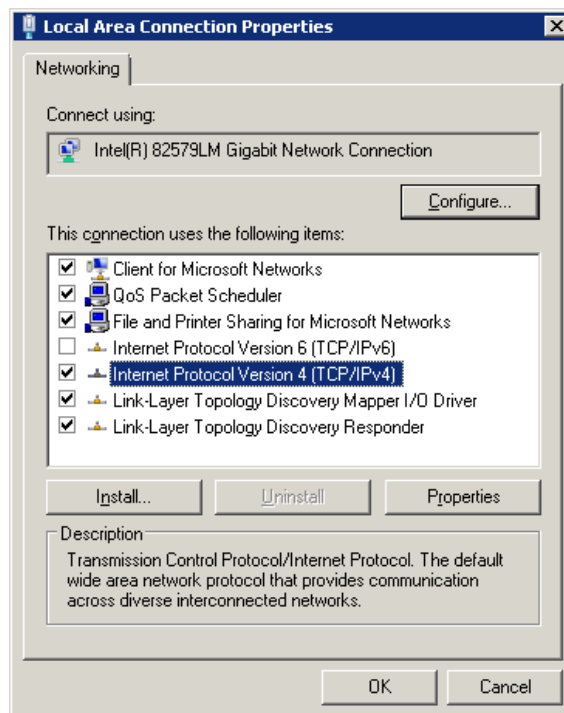 Local Area Connection Properties
Networking
Connect using:
Intel(R) 82579LM Gigabit Network Connection
Configure...
This connection uses the following items:
Client for Microsoft Networks
QoS Packet Scheduler
File and Printer Sharing for Microsoft Networks
Internet Protocol Version 6 (TCP/IPv6)
Internet Protocol Version 4 (TCP/IPv4)
Link-Layer Topology Discovery Mapper I/O Driver
Link-Layer Topology Discovery Responder
Install... Uninstall Properties
Description
Transmission Control Protocol/Internet Protocol. The default
wide area network protocol that provides communication
across diverse interconnected networks.
OK Cancel